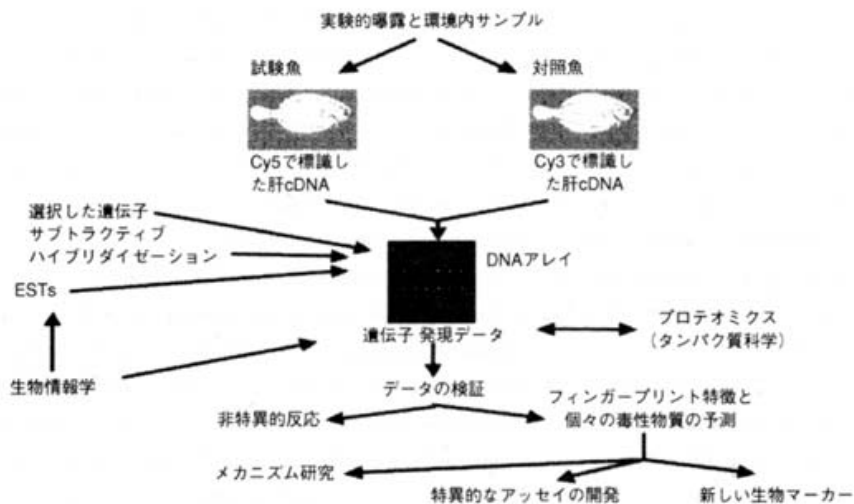 実験的曝露と環境内サンプル
試験魚
対照魚
Cy5で標識し
た肝cDNA
Cy3で標識し
た肝cDNA
選択した遺伝子
サブトラクティブ
ハイブリダイゼーション
DNAアレイ
ESTs
遺伝子 発現データ
プロテオミクス
(タンパク質科学)
生物情報学
データの検証
フィンガープリント特徴と
個々の毒性物質の予測
非特異的反応
メカニズム研究
特異的なアッセイの開発
新しい生物マーカー